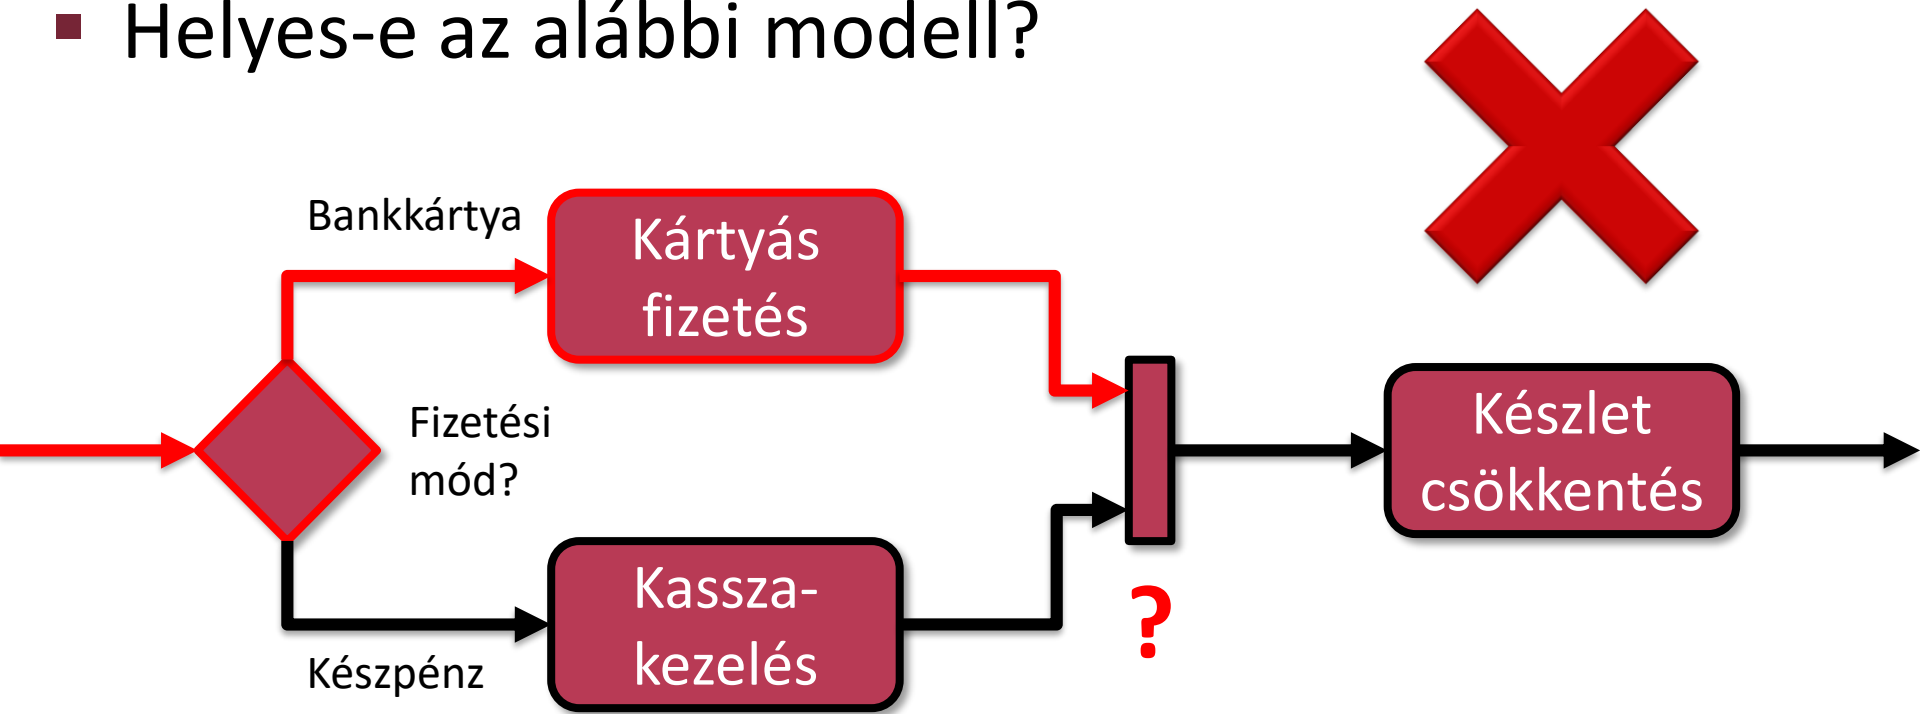 Helyes-e az alábbi modell?
Bankkártya
Kártyás
fizetés
Fizetési
mód?
Készlet
csökkentés
Kassza-
kezelés
?
Készpénz